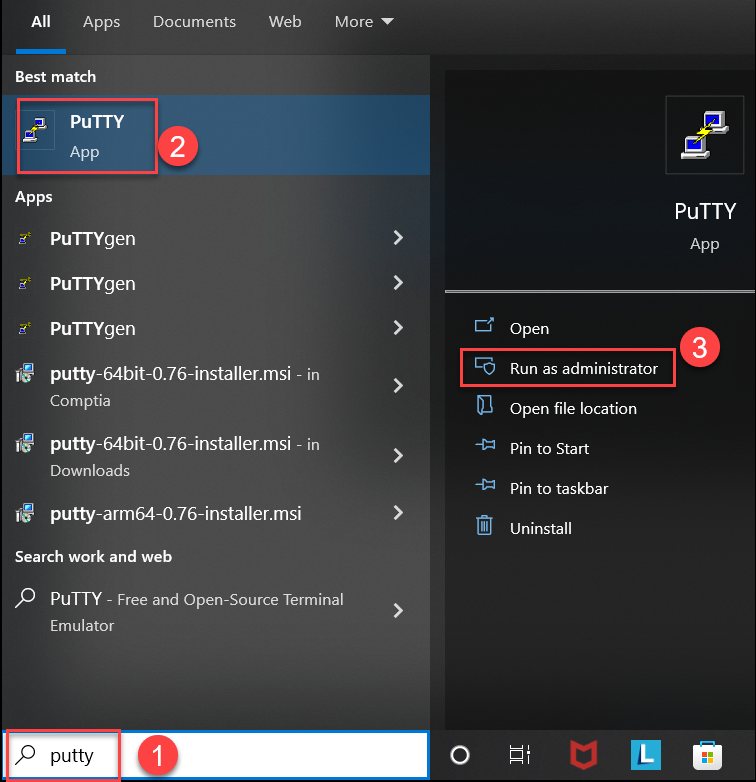 All Apps Documents Web More
Best match
PuTTY
App
2
Apps
PuTTYgen
PuTTYgen
PuTTYgen
putty-64bit-0.76-installer.msi - in
Comptia
putty-64bit-0.76-installer.msi - in
Downloads
putty-arm64-0.76-installer.msi
Search work and web
PuTTY - Free and Open-Source Terminal
Emulator
putty
1
PuTTY
App
Open
Run as administrator
3
Open file location
Pin to Start
Pin to taskbar
Uninstall
L